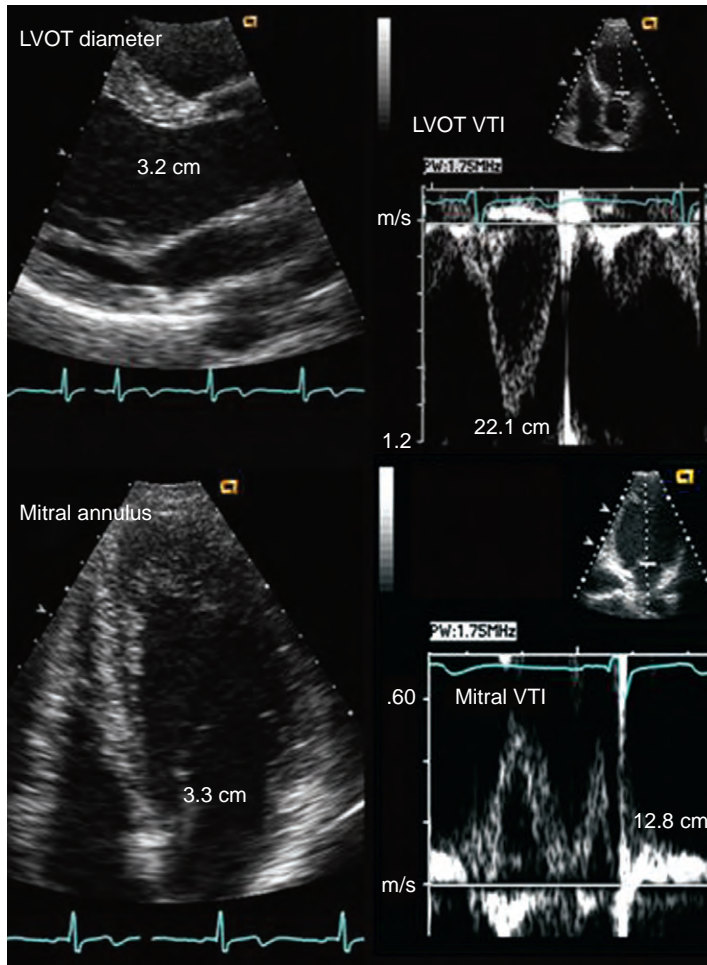 LVOT diameter
3.2 cm
LVOT VTI
PW:1.75MHz
m/s
22.1 cm
1.2
Mitral annulus
3.3 cm
PW:1.75MHz
.60
Mitral VTI
12.8 cm
m/s